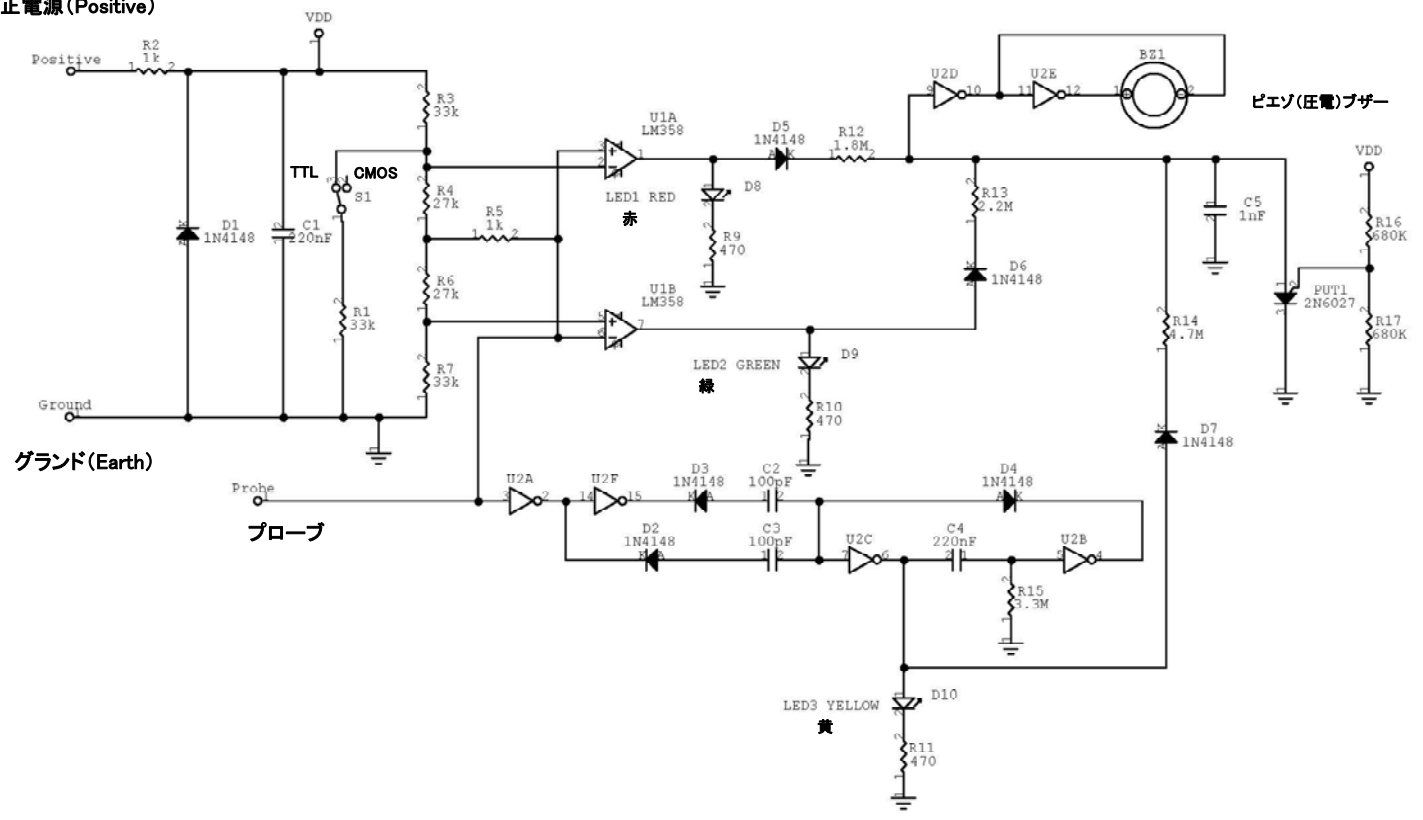 正電源(Positive)
VDD
Positive
R2
1k
R3
33k
TTL
CMOS
S1
R4
27k
R5
1k
D1
1N4148
C1
220nF
R6
27k
R1
33k
R7
33k
Ground
グランド(Earth)
U1A
LM358
D5
1N4148
R12
1.8M
LED1 RED
赤
D8
R9
470
U1B
LM358
LED2 GREEN
緑
D9
R10
470
U2D
U2E
BZ1
ピエゾ(圧電)ブザー
R13
2.2M
D6
1N4148
C5
1nF
VDD
R16
680K
PUT1
2N6027
R17
680K
R14
4.7M
D7
1N4148
Probe
プローブ
U2A
U2F
D3
1N4148
C2
100pF
D4
1N4148
D2
1N4148
C3
100pF
U2C
C4
220nF
U2B
R15
3.3M
LED3 YELLOW
黄
D10
R11
470